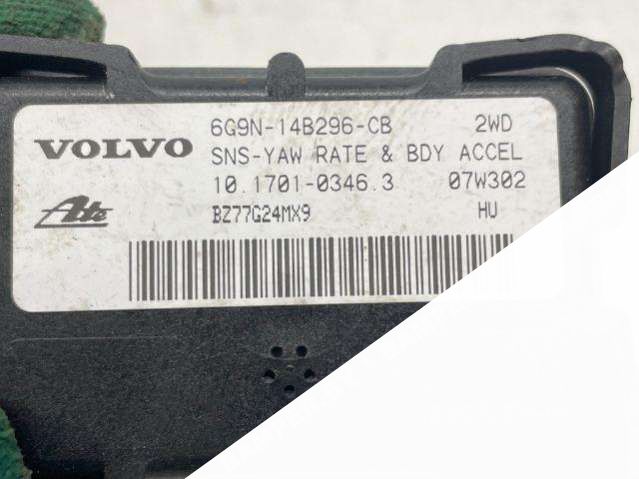 VOLVO
6G9N-14B296-CB 2WD
SNS-YAW RATE & BDY ACCEL
10.1701-0346.3 07W302
Ate
BZ77G24MX9 HU